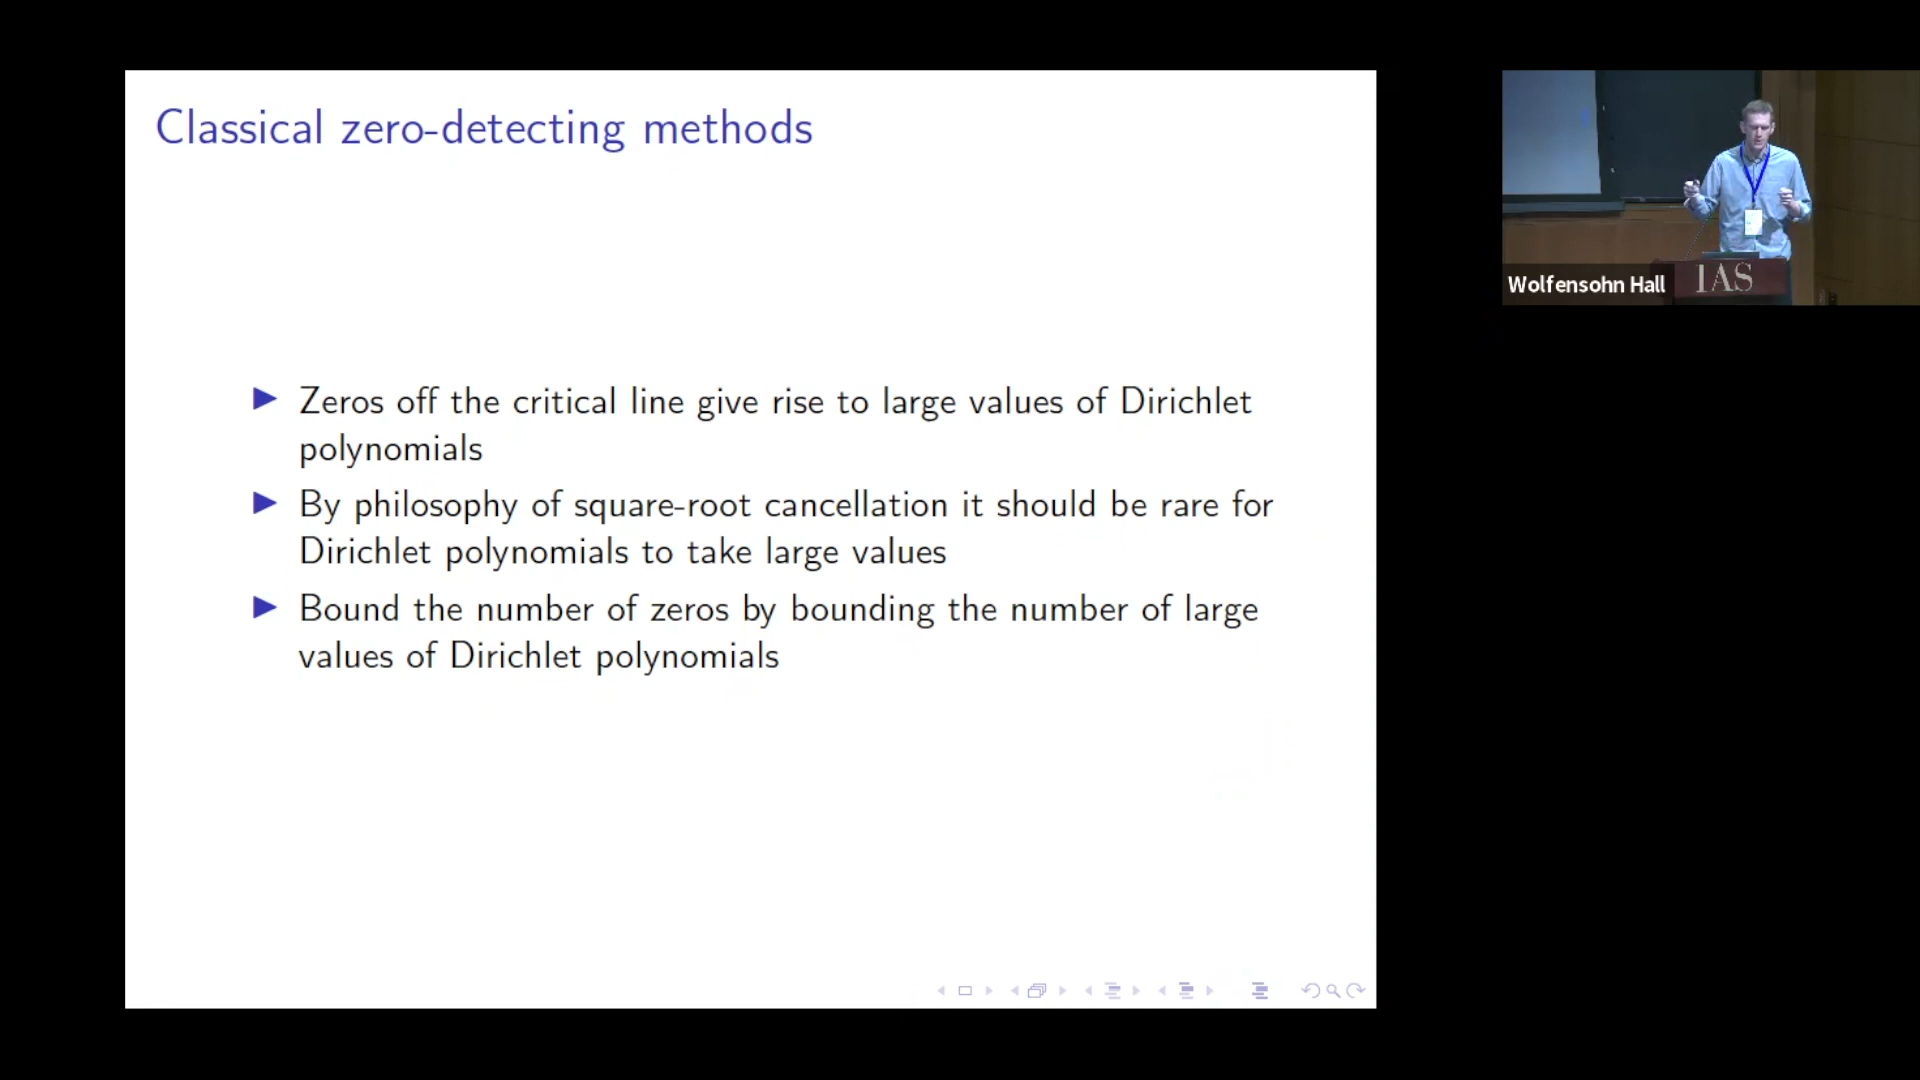 Classical zero-detecting methods
Zeros off the critical line give rise to large values of Dirichlet
polynomials
By philosophy of square-root cancellation it should be rare for
Dirichlet polynomials to take large values
Bound the number of zeros by bounding the number of large
values of Dirichlet polynomials
Wolfensohn Hall
IAS